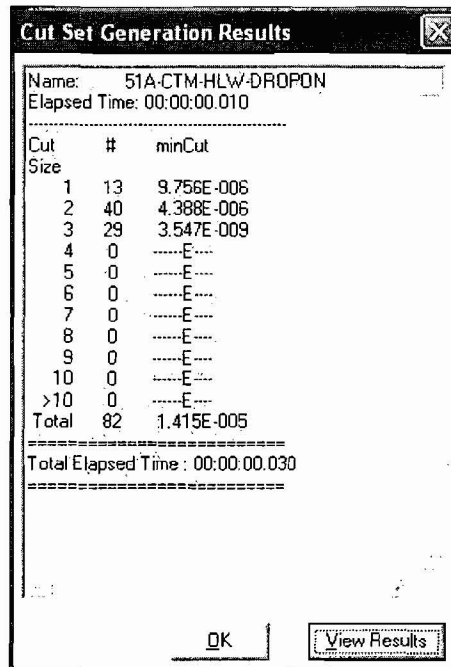 Cut Set Generation Results
Name: 51A-CTM-HLW-DROPON
Elapsed Time: 00:00:00.010
Cut # minCut
Size
1 13 9.756E-006
2 40 4.388E-006
3 29 3.547E-009
4 0 -----E----
5 0 -----E----
6 0 -----E----
7 0 -----E----
8 0 -----E----
9 0 -----E----
10 0 -----E----
>10 0 -----E----
Total 82 1.415E-005
Total Elapsed Time : 00:00:00.030
OK View Results